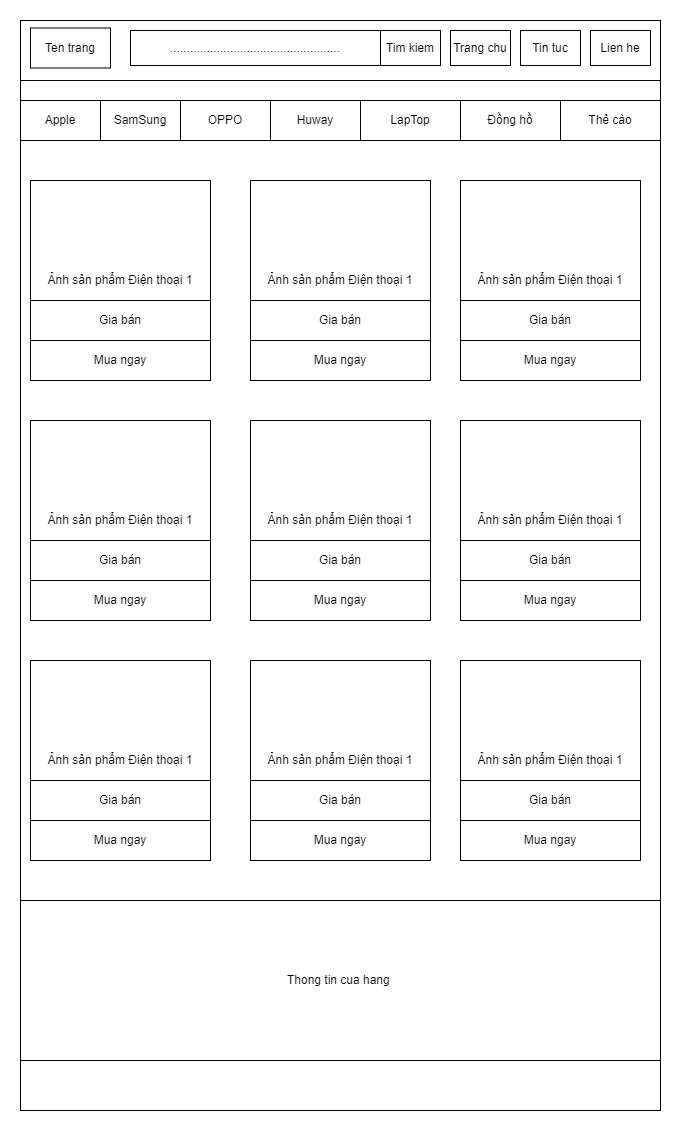 Ten trang
.................................................... Tim kiem
Trang chu
Tin tuc
Lien he
Apple
SamSung
OPPO
Huway
LapTop
Đồng hồ
Thẻ cào
Ảnh sản phẩm Điện thoại 1
Ảnh sản phẩm Điện thoại 1
Ảnh sản phẩm Điện thoại 1
Gia bán
Gia bán
Gia bán
Mua ngay
Mua ngay
Mua ngay
Ảnh sản phẩm Điện thoại 1
Ảnh sản phẩm Điện thoại 1
Ảnh sản phẩm Điện thoại 1
Gia bán
Gia bán
Gia bán
Mua ngay
Mua ngay
Mua ngay
Ảnh sản phẩm Điện thoại 1
Ảnh sản phẩm Điện thoại 1
Ảnh sản phẩm Điện thoại 1
Gia bán
Gia bán
Gia bán
Mua ngay
Mua ngay
Mua ngay
Thong tin cua hang